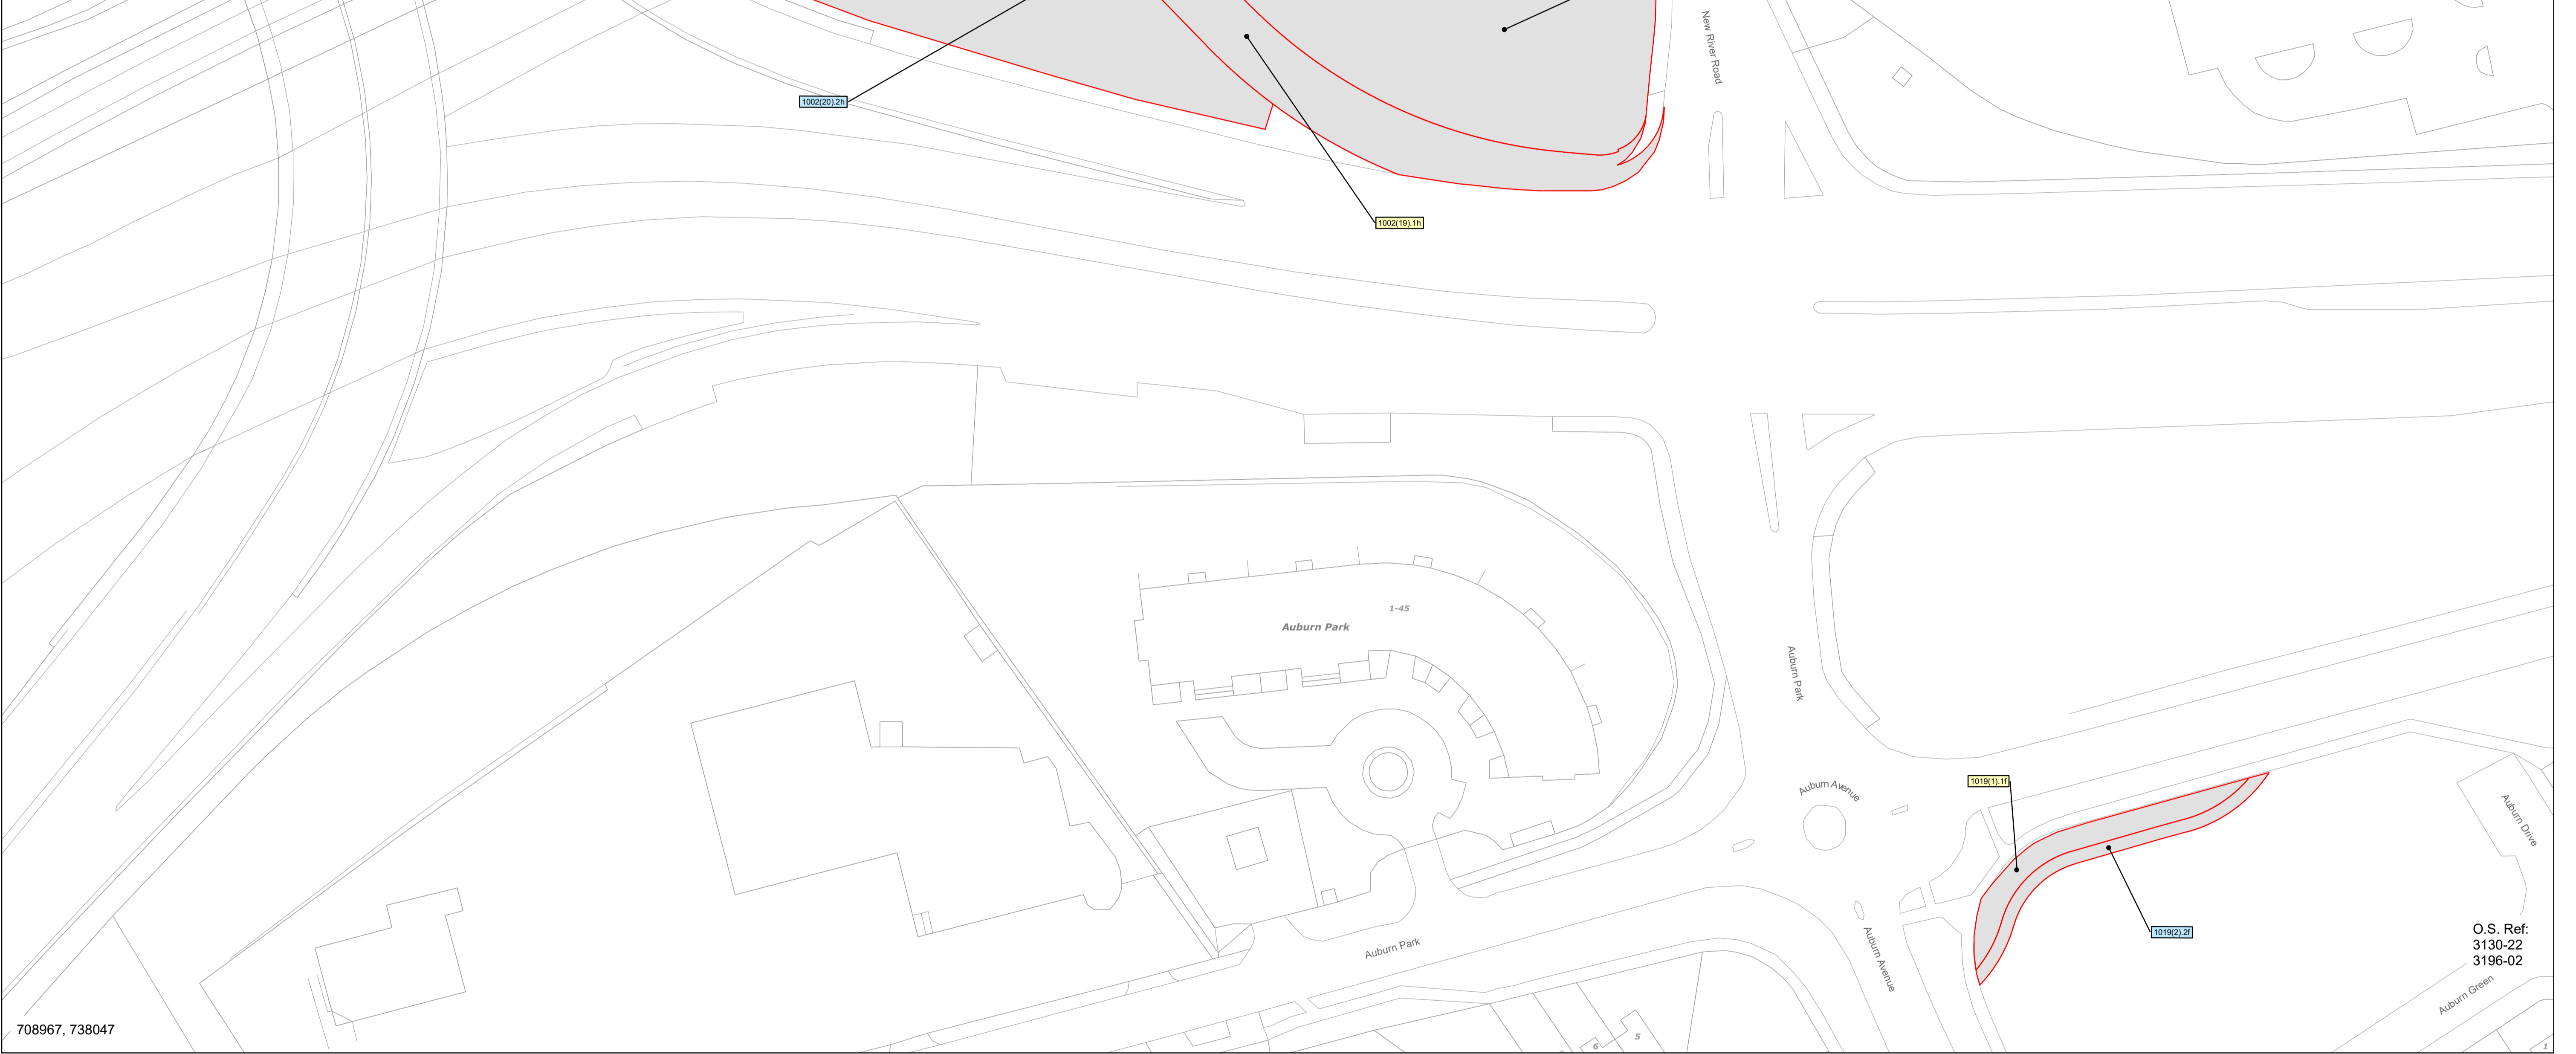 New River Road
1002(20).2h
1002(19).1h
1-45
Auburn Park
Auburn Park
Auburn Avenue
1019(1).1f
Auburn Drive
1019(2).2f
O.S. Ref:
3130-22
3196-02
Auburn Park
Auburn Avenue
Auburn Green
708967, 738047
5
6
1